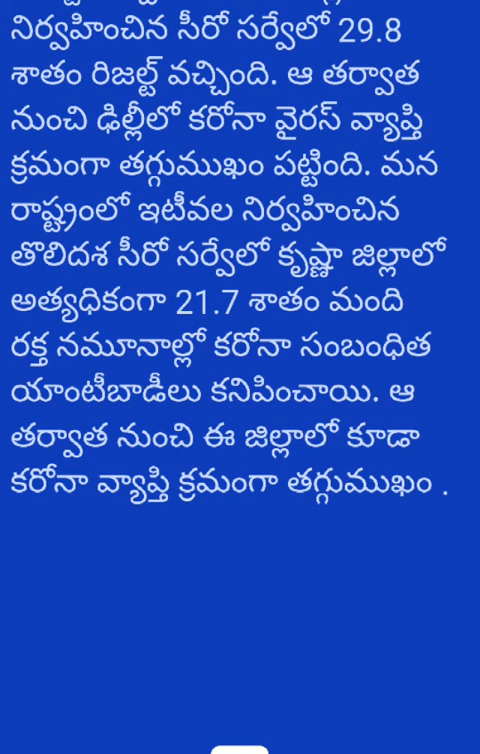 నిర్వహించిన సీరో సర్వేలో 29.8
శాతం రిజల్ట్ వచ్చింది. ఆ తర్వాత
నుంచి ఢిల్లీలో కరోనా వైరస్ వ్యాప్తి
క్రమంగా తగ్గుముఖం పట్టింది. మన
రాష్ట్రంలో ఇటీవల నిర్వహించిన
తొలిదశ సీరో సర్వేలో కృష్ణా జిల్లాలో
అత్యధికంగా 21.7 శాతం మంది
రక్త నమూనాల్లో కరోనా సంబంధిత
యాంటీబాడీలు కనిపించాయి. ఆ
తర్వాత నుంచి ఈ జిల్లాలో కూడా
కరోనా వ్యాప్తి క్రమంగా తగ్గుముఖం .